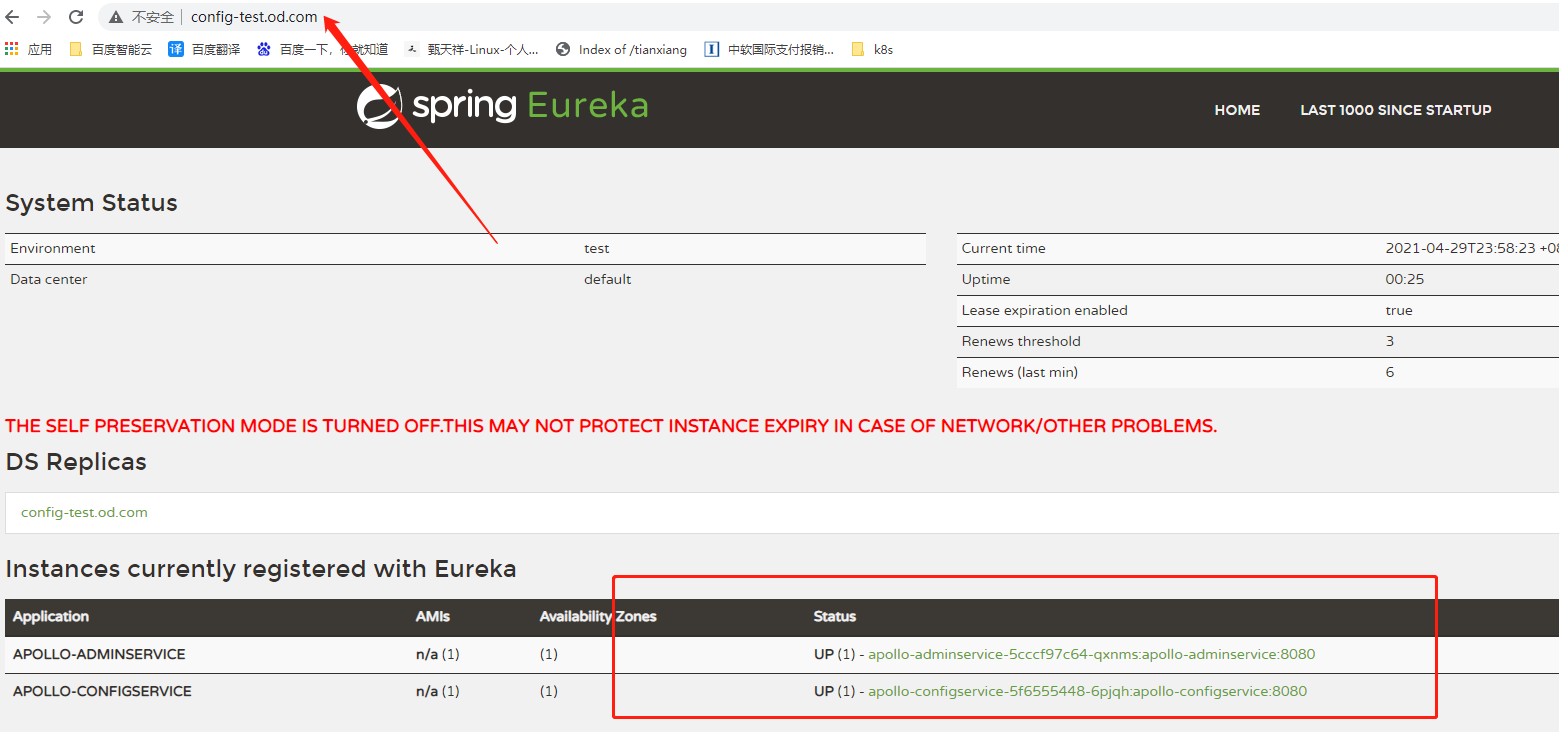 不安全 | config-test.od.com
应用 百度智能云 译 百度翻译 百度一下，你就知道 甄天祥-Linux-个人... Index of /tianxiang 中软国际支付报销... k8s
spring Eureka HOME LAST 1000 SINCE STARTUP
System Status
Environment test
Data center default
Current time 2021-04-29T23:58:23 +08
Uptime 00:25
Lease expiration enabled true
Renews threshold 3
Renews (last min) 6
THE SELF PRESERVATION MODE IS TURNED OFF.THIS MAY NOT PROTECT INSTANCE EXPIRY IN CASE OF NETWORK/OTHER PROBLEMS.
DS Replicas
config-test.od.com
Instances currently registered with Eureka
Application AMIs Availability Zones Status
APOLLO-ADMINSERVICE n/a (1) (1) UP (1) - apollo-adminservice-5cccf97c64-qxnms:apollo-adminservice:8080
APOLLO-CONFIGSERVICE n/a (1) (1) UP (1) - apollo-configservice-5f6555448-6pjqh:apollo-configservice:8080